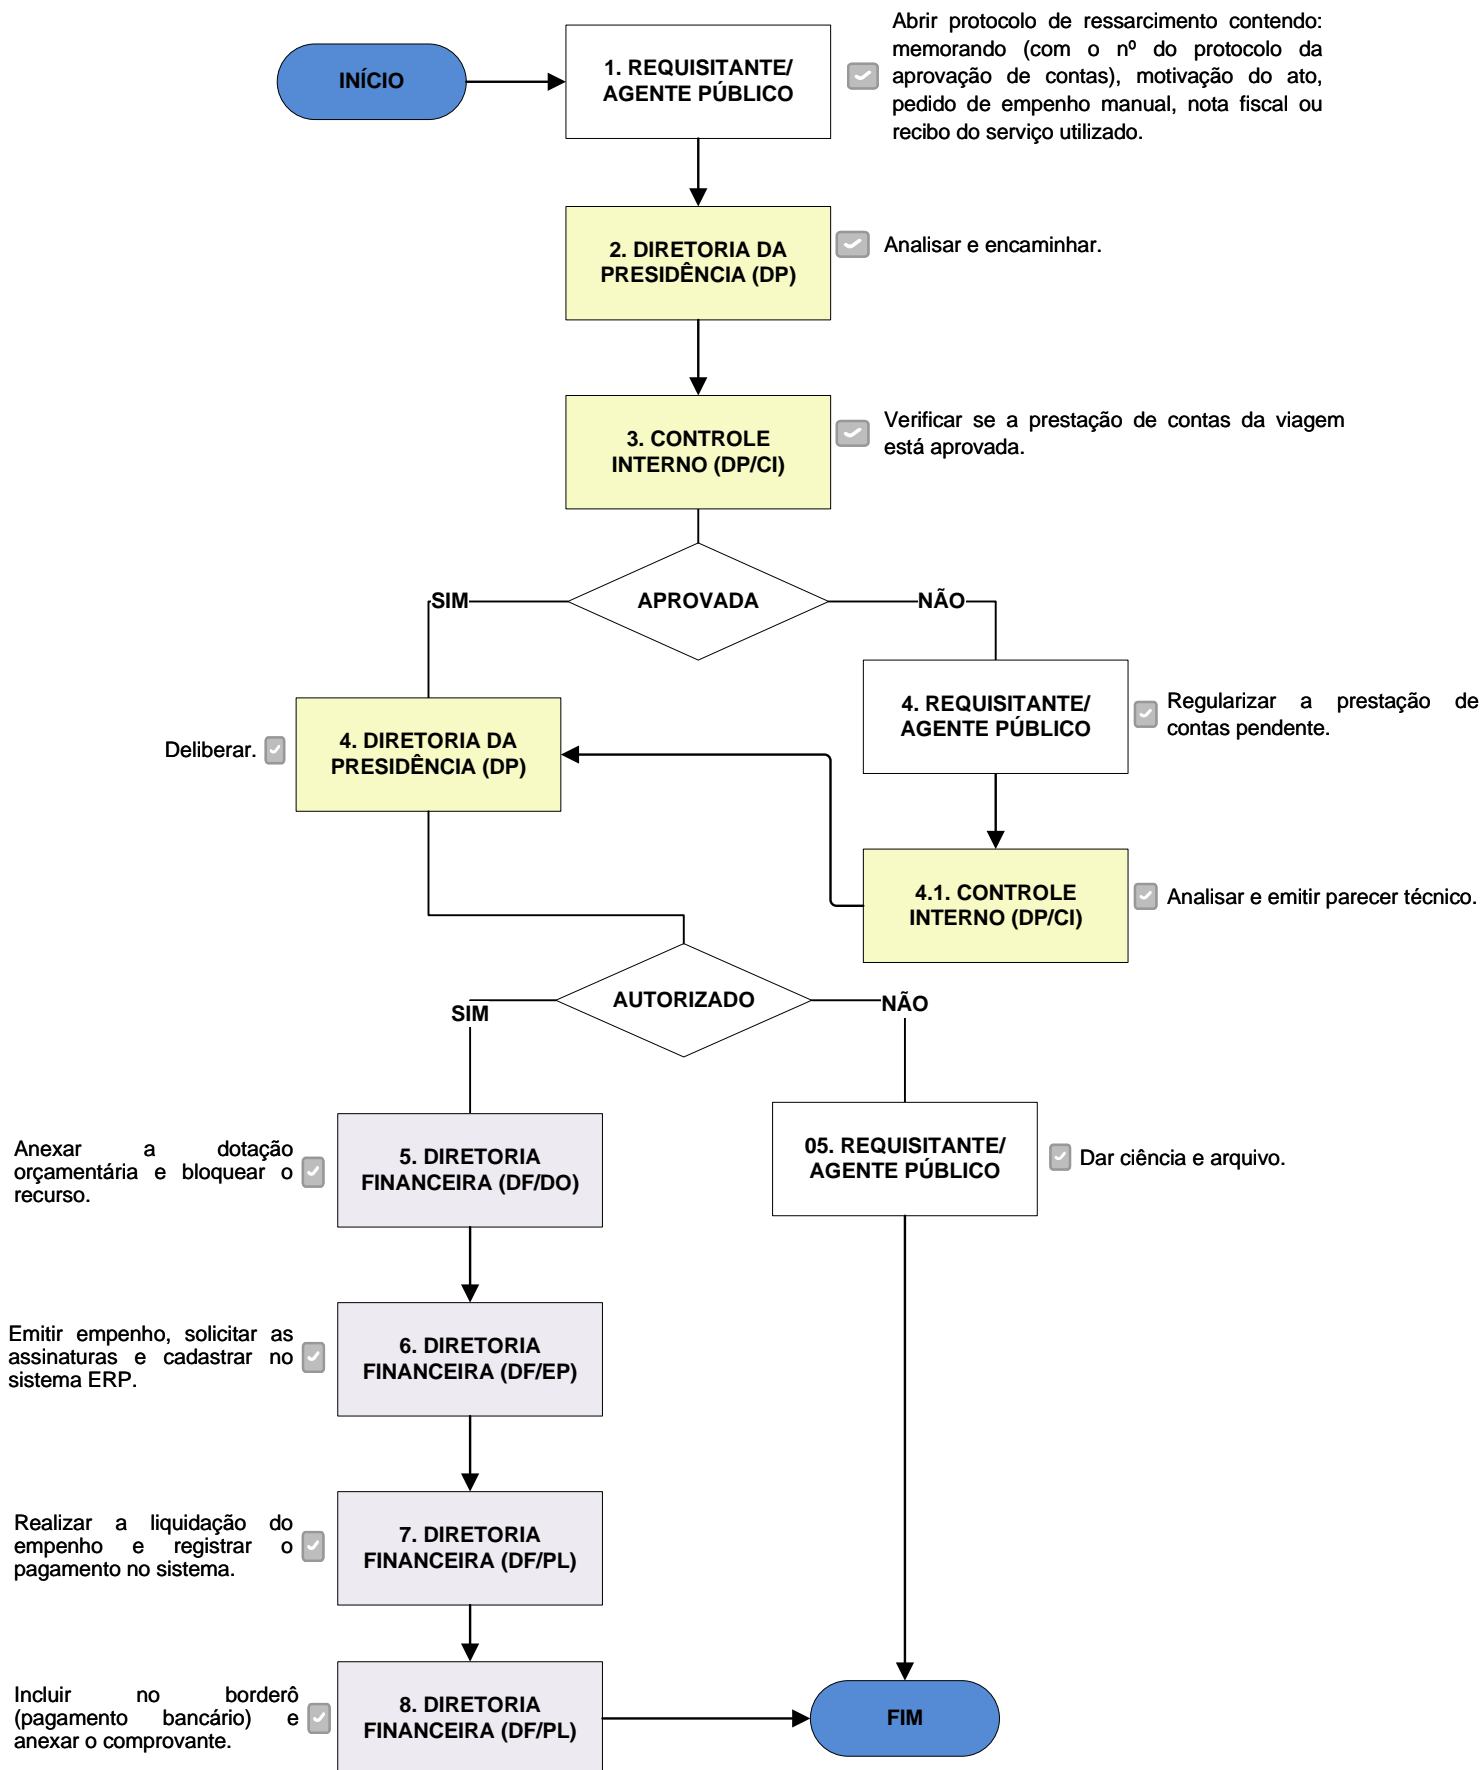 INÍCIO
1. REQUISITANTE/
AGENTE PÚBLICO
Abrir protocolo de ressarcimento contendo:
memorando (com o nº do protocolo da
aprovação de contas), motivação do ato,
pedido de empenho manual, nota fiscal ou
recibo do serviço utilizado.
2. DIRETORIA DA
PRESIDÊNCIA (DP)
Analisar e encaminhar.
3. CONTROLE
INTERNO (DP/CI)
Verificar se a prestação de contas da viagem
está aprovada.
SIM
APROVADA
NÃO
Deliberar.
4. DIRETORIA DA
PRESIDÊNCIA (DP)
4. REQUISITANTE/
AGENTE PÚBLICO
Regularizar a prestação de
contas pendente.
4.1. CONTROLE
INTERNO (DP/CI)
Analisar e emitir parecer técnico.
SIM
AUTORIZADO
NÃO
Anexar a dotação
orçamentária e bloquear o
recurso.
5. DIRETORIA
FINANCEIRA (DF/DO)
05. REQUISITANTE/
AGENTE PÚBLICO
Dar ciência e arquivo.
Emitir empenho, solicitar as
assinaturas e cadastrar no
sistema ERP.
6. DIRETORIA
FINANCEIRA (DF/EP)
Realizar a liquidação do
empenho e registrar o
pagamento no sistema.
7. DIRETORIA
FINANCEIRA (DF/PL)
Incluir no borderô
(pagamento bancário) e
anexar o comprovante.
8. DIRETORIA
FINANCEIRA (DF/PL)
FIM